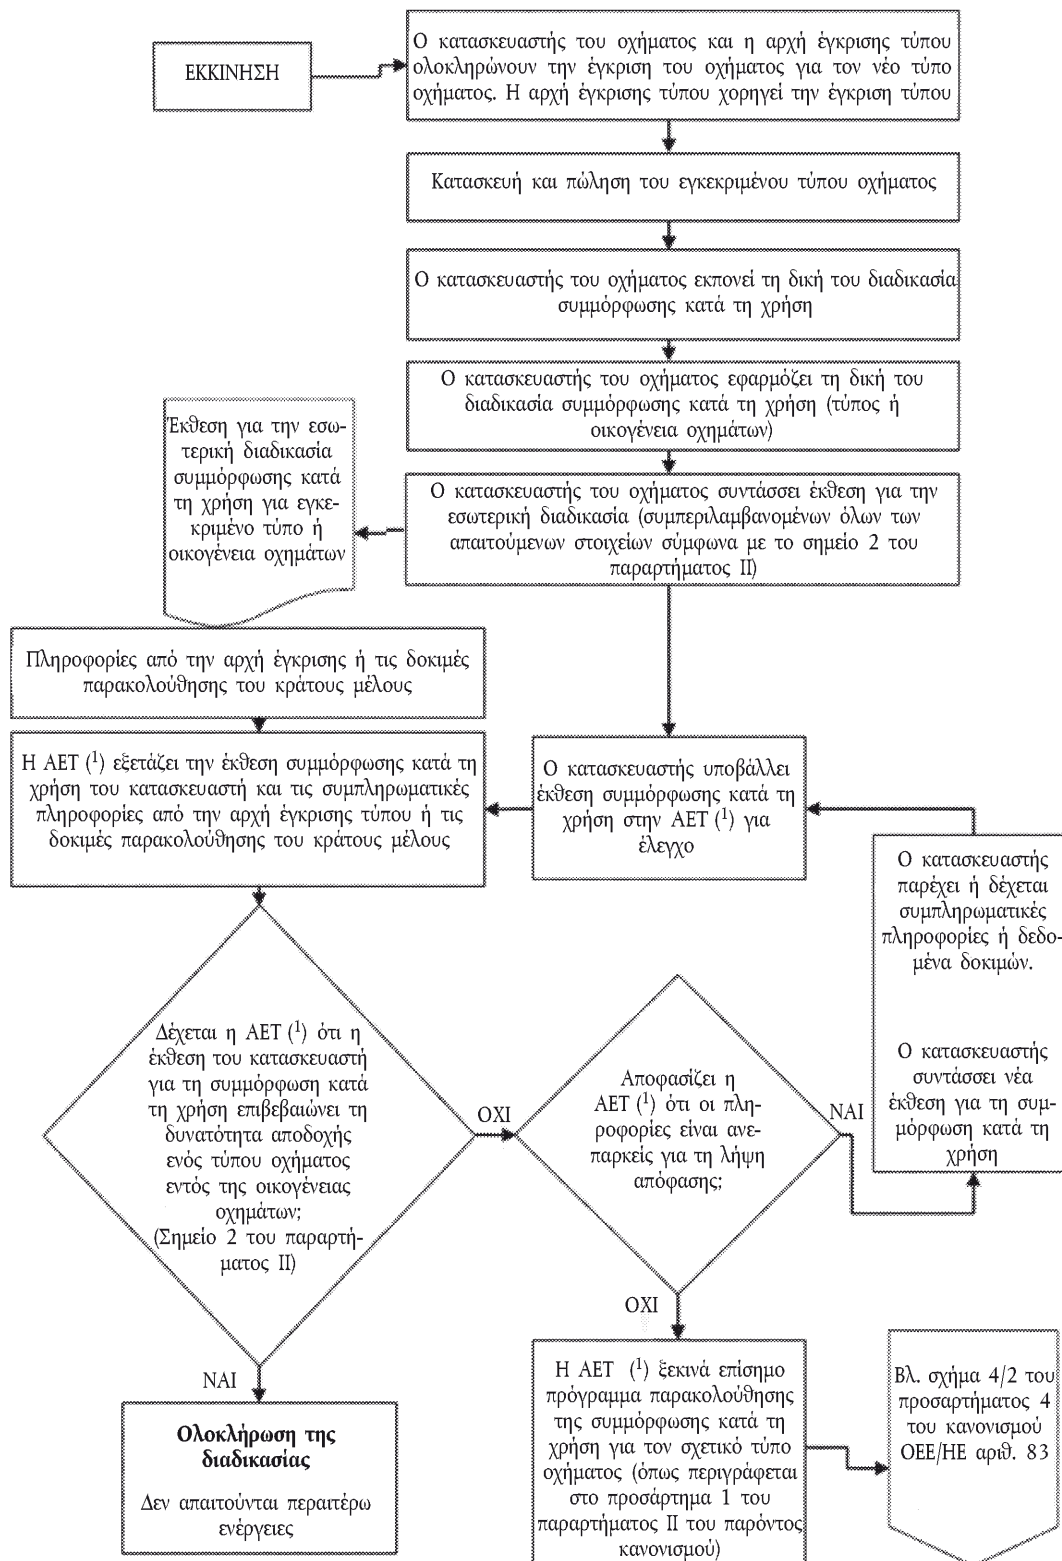 ΕΚΚΙΝΗΣΗ
Ο κατασκευαστής του οχήματος και η αρχή έγκρισης τύπου
ολοκληρώνουν την έγκριση του οχήματος για τον νέο τύπο
οχήματος. Η αρχή έγκρισης τύπου χορηγεί την έγκριση τύπου
Κατασκευή και πώληση του εγκεκριμένου τύπου οχήματος
Ο κατασκευαστής του οχήματος εκπονεί τη δική του διαδικασία
συμμόρφωσης κατά τη χρήση
Ο κατασκευαστής του οχήματος εφαρμόζει τη δική του
διαδικασία συμμόρφωσης κατά τη χρήση (τύπος ή
οικογένεια οχημάτων)
Ο κατασκευαστής του οχήματος συντάσσει έκθεση για την
εσωτερική διαδικασία (συμπεριλαμβανομένων όλων των
απαιτούμενων στοιχείων σύμφωνα με το σημείο 2 του
παραρτήματος II)
Έκθεση για την εσω-
τερική διαδικασία
συμμόρφωσης κατά
τη χρήση για εγκε-
κριμένο τύπο ή
οικογένεια οχημάτων
Πληροφορίες από την αρχή έγκρισης ή τις δοκιμές
παρακολούθησης του κράτους μέλους
Η ΑΕΤ (1) εξετάζει την έκθεση συμμόρφωσης κατά τη
χρήση του κατασκευαστή και τις συμπληρωματικές
πληροφορίες από την αρχή έγκρισης τύπου ή τις
δοκιμές παρακολούθησης του κράτους μέλους
Ο κατασκευαστής υποβάλλει
έκθεση συμμόρφωσης κατά τη
χρήση στην ΑΕΤ (1) για
έλεγχο
Ο κατασκευαστής
παρέχει ή δέχεται
συμπληρωματικές
πληροφορίες ή δεδο-
μένα δοκιμών.
Ο κατασκευαστής
συντάσσει νέα
έκθεση για τη συμ-
μόρφωση κατά τη
χρήση
Δέχεται η ΑΕΤ (1) ότι η
έκθεση του κατασκευαστή
για τη συμμόρφωση κατά
τη χρήση επιβεβαιώνει τη
δυνατότητα αποδοχής
ενός τύπου οχήματος
εντός της οικογένειας
οχημάτων;
(Σημείο 2 του παραρτή-
ματος II)
ΟΧΙ
Αποφασίζει η
ΑΕΤ (1) ότι οι πλη-
ροφορίες είναι ανε-
παρκείς για τη λήψη
απόφασης;
ΝΑΙ
ΟΧΙ
ΝΑΙ
Ολοκλήρωση της
διαδικασίας
Δεν απαιτούνται περαιτέρω
ενέργειες
Η ΑΕΤ (1) ξεκινά επίσημο
πρόγραμμα παρακολούθησης
της συμμόρφωσης κατά τη
χρήση για τον σχετικό τύπο
οχήματος (όπως περιγράφεται
στο προσάρτημα 1 του
παραρτήματος II του παρόντος
κανονισμού)
Βλ. σχήμα 4/2 του
προσαρτήματος 4
του κανονισμού
ΟΕΕ/ΗΕ αριθ. 83